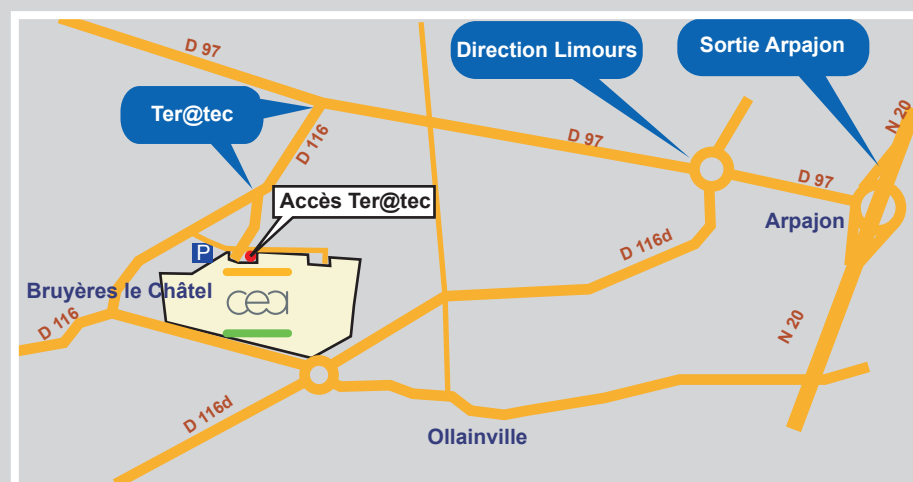 D 97
Direction Limours
Sortie Arpajon
N 20
Ter@tec
D 116
D 97
D 97
Accès Ter@tec
Arpajon
P
D 116d
Bruyères le Châtel
cea
D 116
N 20
D 116d
Ollainville